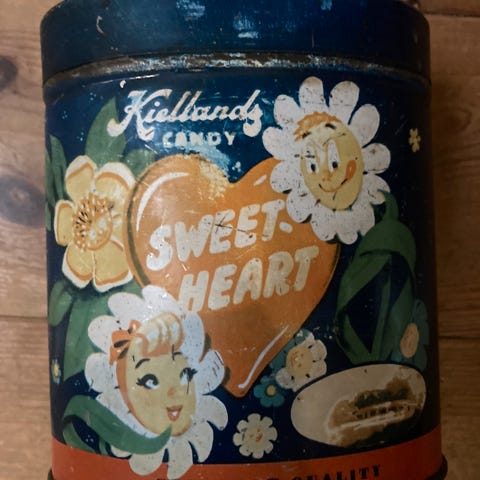 Kiellands
CANDY
SWEET-
HEART
QUALITY